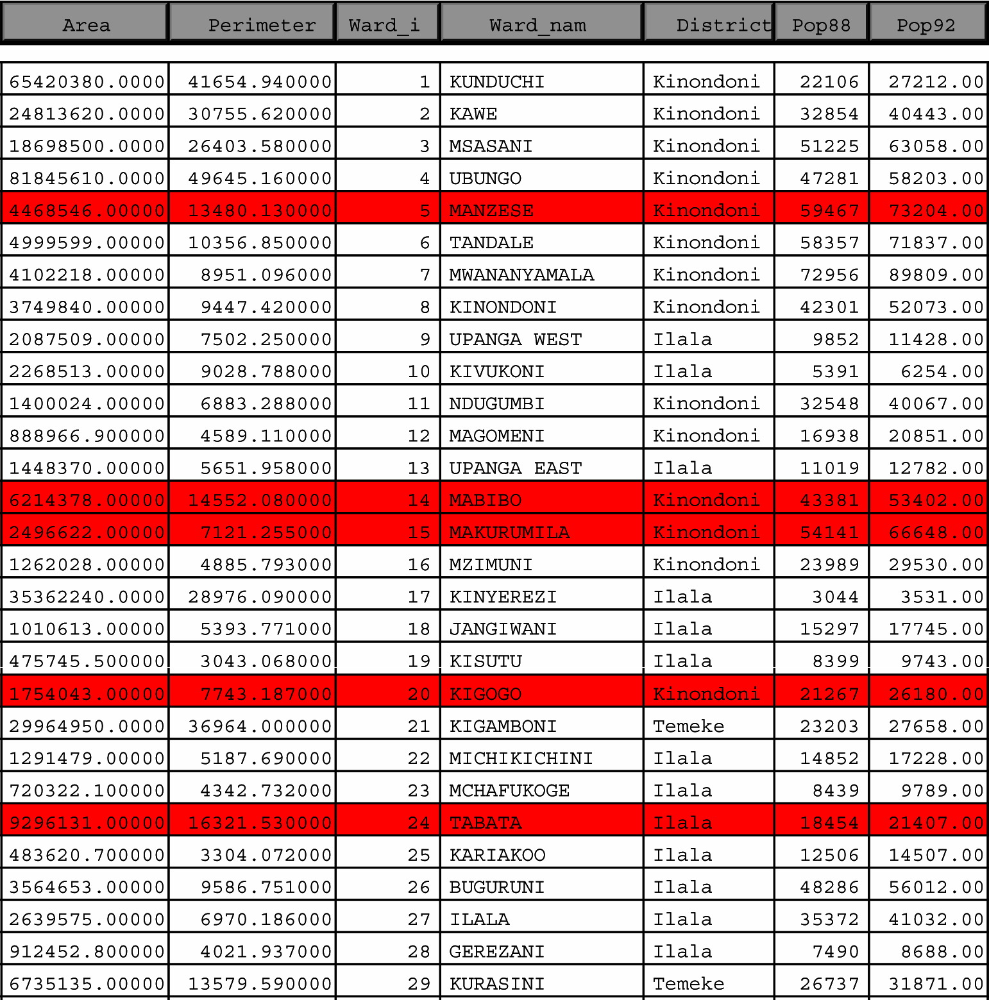 Area Perimeter Ward_i Ward_nam District Pop88 Pop92
65420380.0000 41654.940000 1 KUNDUCHI Kinondoni 22106 27212.00
24813620.0000 30755.620000 2 KAWE Kinondoni 32854 40443.00
18698500.0000 26403.580000 3 MSASANI Kinondoni 51225 63058.00
81845610.0000 49645.160000 4 UBUNGO Kinondoni 47281 58203.00
4468546.00000 13480.130000 5 MANZESE Kinondoni 59467 73204.00
4999599.00000 10356.850000 6 TANDALE Kinondoni 58357 71837.00
4102218.00000 8951.096000 7 MWANANYAMALA Kinondoni 72956 89809.00
3749840.00000 9447.420000 8 KINONDONI Kinondoni 42301 52073.00
2087509.00000 7502.250000 9 UPANGA WEST Ilala 9852 11428.00
2268513.00000 9028.788000 10 KIVUKONI Ilala 5391 6254.00
1400024.00000 6883.288000 11 NDUGUMBI Kinondoni 32548 40067.00
888966.900000 4589.110000 12 MAGOMENI Kinondoni 16938 20851.00
1448370.00000 5651.958000 13 UPANGA EAST Ilala 11019 12782.00
6214378.00000 14552.080000 14 MABIBO Kinondoni 43381 53402.00
2496622.00000 7121.255000 15 MAKURUMILA Kinondoni 54141 66648.00
1262028.00000 4885.793000 16 MZIMUNI Kinondoni 23989 29530.00
35362240.0000 28976.090000 17 KINYEREZI Ilala 3044 3531.00
1010613.00000 5393.771000 18 JANGIWANI Ilala 15297 17745.00
475745.500000 3043.068000 19 KISUTU Ilala 8399 9743.00
1754043.00000 7743.187000 20 KIGOGO Kinondoni 21267 26180.00
29964950.0000 36964.000000 21 KIGAMBONI Temeke 23203 27658.00
1291479.00000 5187.690000 22 MICHIKICHINI Ilala 14852 17228.00
720322.100000 4342.732000 23 MCHAFUKOGE Ilala 8439 9789.00
9296131.00000 16321.530000 24 TABATA Ilala 18454 21407.00
483620.700000 3304.072000 25 KARIAKOO Ilala 12506 14507.00
3564653.00000 9586.751000 26 BUGURUNI Ilala 48286 56012.00
2639575.00000 6970.186000 27 ILALA Ilala 35372 41032.00
912452.800000 4021.937000 28 GEREZANI Ilala 7490 8688.00
6735135.00000 13579.590000 29 KURASINI Temeke 26737 31871.00